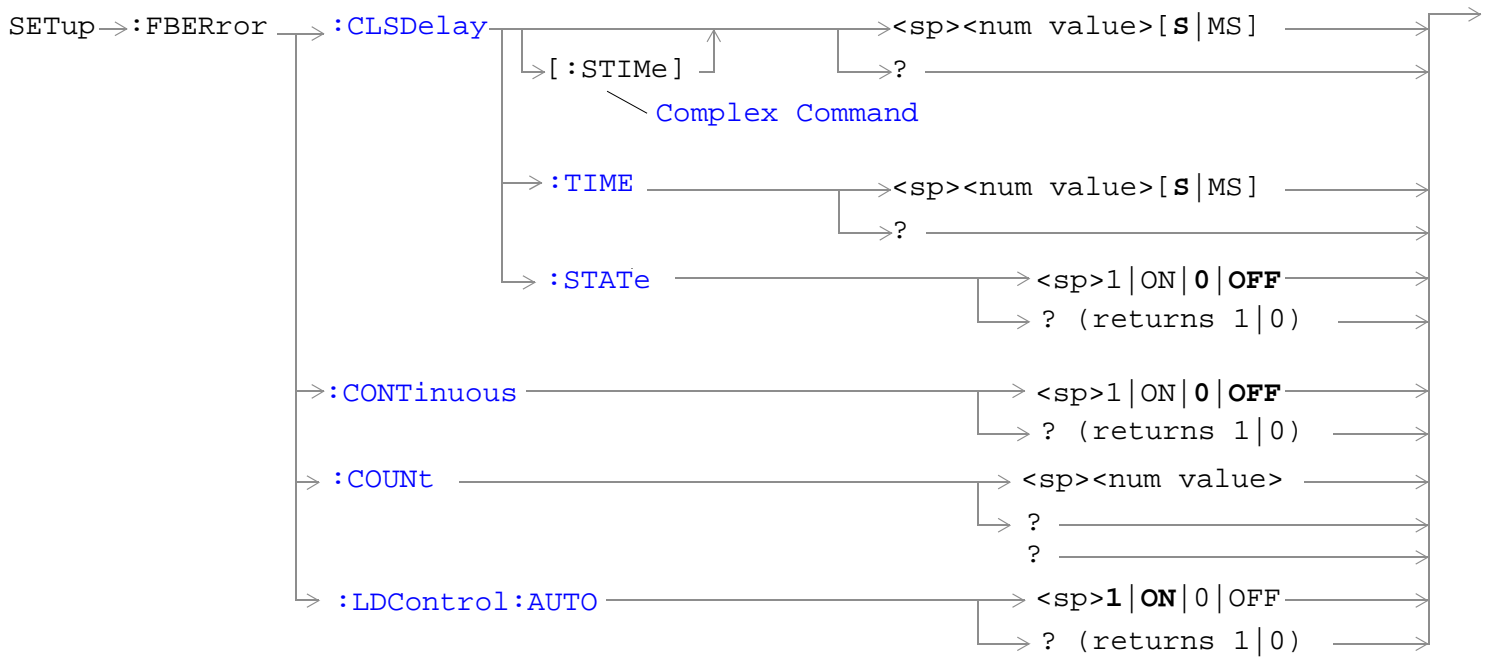 SETup :FBERror :CLSDelay <sp><num value>[S|MS]
[:STIMe] ?
Complex Command
:TIME <sp><num value>[S|MS]
?
:STATe <sp>1|ON|0|OFF
? (returns 1|0)
:CONTinuous <sp>1|ON|0|OFF
? (returns 1|0)
:COUNt <sp><num value>
?
?
:LDControl:AUTO <sp>1|ON|0|OFF
? (returns 1|0)